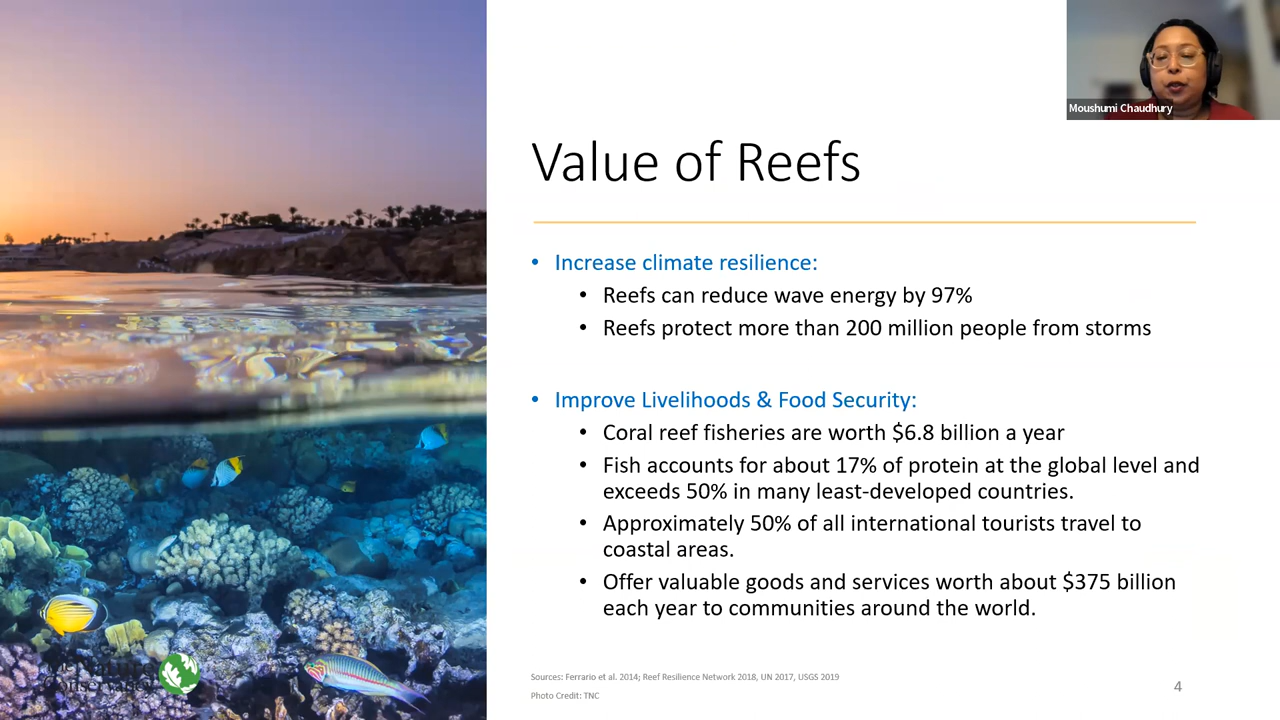 Moushumi Chaudhury
Value of Reefs
• Increase climate resilience:
• Reefs can reduce wave energy by 97%
• Reefs protect more than 200 million people from storms
• Improve Livelihoods & Food Security:
• Coral reef fisheries are worth $6.8 billion a year
• Fish accounts for about 17% of protein at the global level and
exceeds 50% in many least-developed countries.
• Approximately 50% of all international tourists travel to
coastal areas.
• Offer valuable goods and services worth about $375 billion
each year to communities around the world.
The Nature
Conservancy
Sources: Ferrario et al. 2014; Reef Resilience Network 2018, UN 2017, USGS 2019
Photo Credit: TNC
4